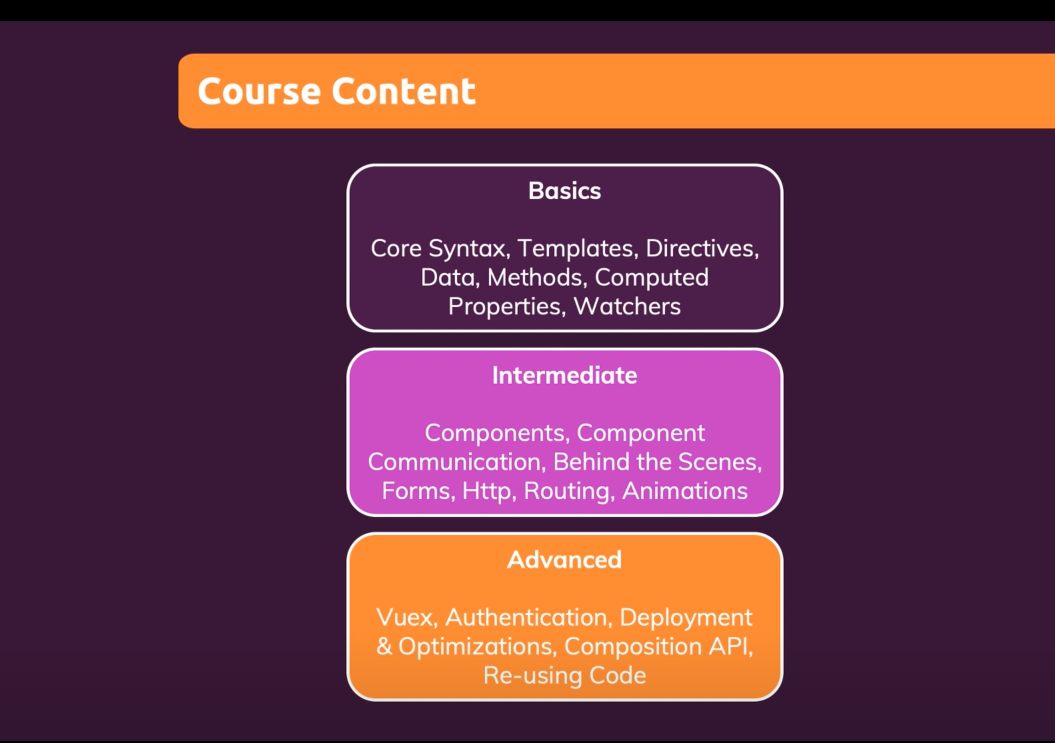 Course Content
Basics
Core Syntax, Templates, Directives,
Data, Methods, Computed
Properties, Watchers
Intermediate
Components, Component
Communication, Behind the Scenes,
Forms, Http, Routing, Animations
Advanced
Vuex, Authentication, Deployment
& Optimizations, Composition API,
Re-using Code